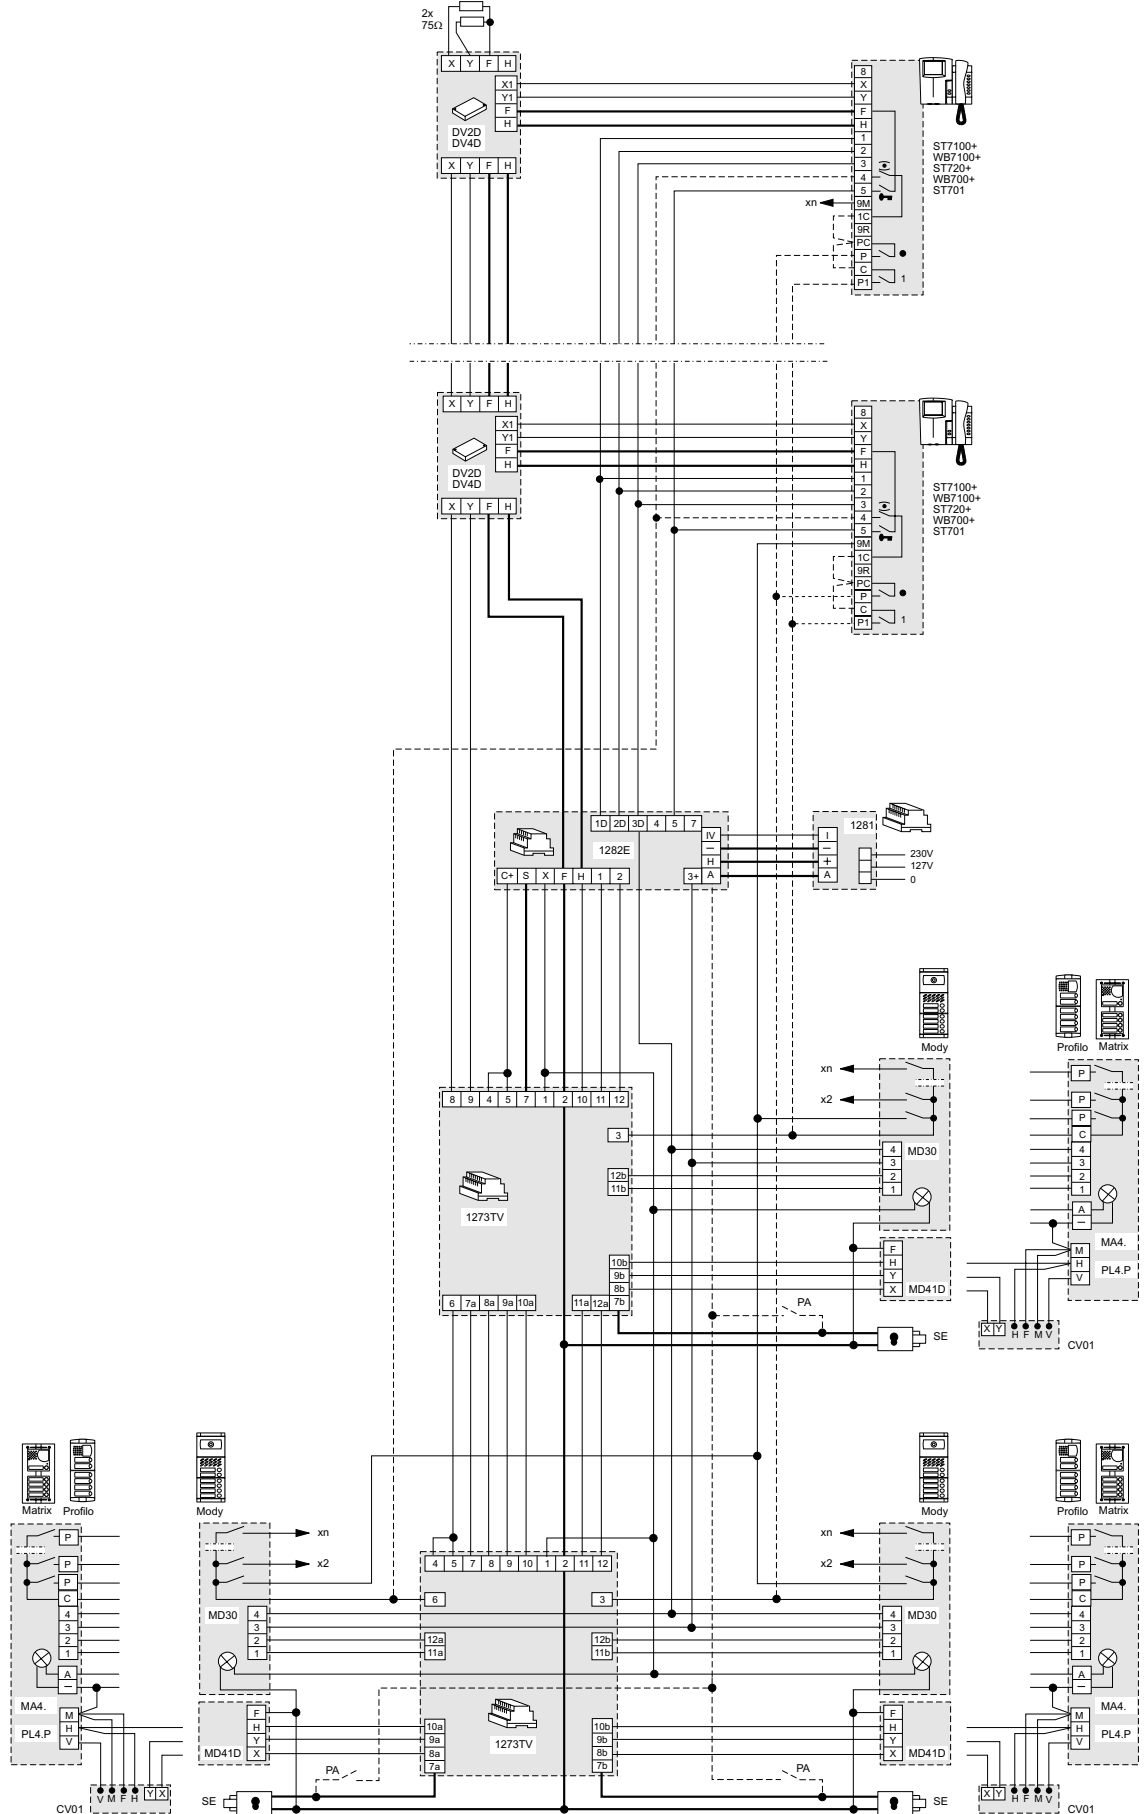 2x
75Ω
X Y F H
X1
Y1
F
H
DV2D
DV4D
X Y F H
8
X
Y
F
H
1
2
3
4
5
9M
1C
9R
PC
P
C
P1
1
xn
ST7100+
WB7100+
ST720+
WB700+
ST701
X Y F H
X1
Y1
F
H
DV2D
DV4D
X Y F H
8
X
Y
F
H
1
2
3
4
5
9M
1C
9R
PC
P
C
P1
1
ST7100+
WB7100+
ST720+
WB700+
ST701
1D 2D 3D 4 5 7
IV
–
H
A
1282E
C+ S X F H 1 2
3+
1281
I
–
+
A
230V
127V
0
Mody
Profilo
Matrix
xn
x2
4
3
2
1
MD30
F
H
Y
X
MD41D
P
P
P
C
4
3
2
1
A
–
M
H
V
MA4.
PL4.P
X Y H F M V
CV01
8 9 4 5 7 1 2 10 11 12
3
12b
11b
1273TV
10b
9b
8b
7b
6 7a 8a 9a 10a 11a 12a
PA
SE
Matrix
Profilo
Mody
P
P
P
C
4
3
2
1
A
–
M
H
V
MA4.
PL4.P
V M F H Y X
CV01
xn
x2
MD30
4
3
2
1
F
H
Y
X
MD41D
PA
SE
4 5 7 8 9 10 1 2 11 12
6
3
12a
11a
12b
11b
1273TV
10a
9a
8a
7a
10b
9b
8b
7b
Mody
Profilo
Matrix
xn
x2
4
3
2
1
MD30
F
H
Y
X
MD41D
PA
SE
P
P
P
C
4
3
2
1
A
–
M
H
V
MA4.
PL4.P
X Y H F M V
CV01